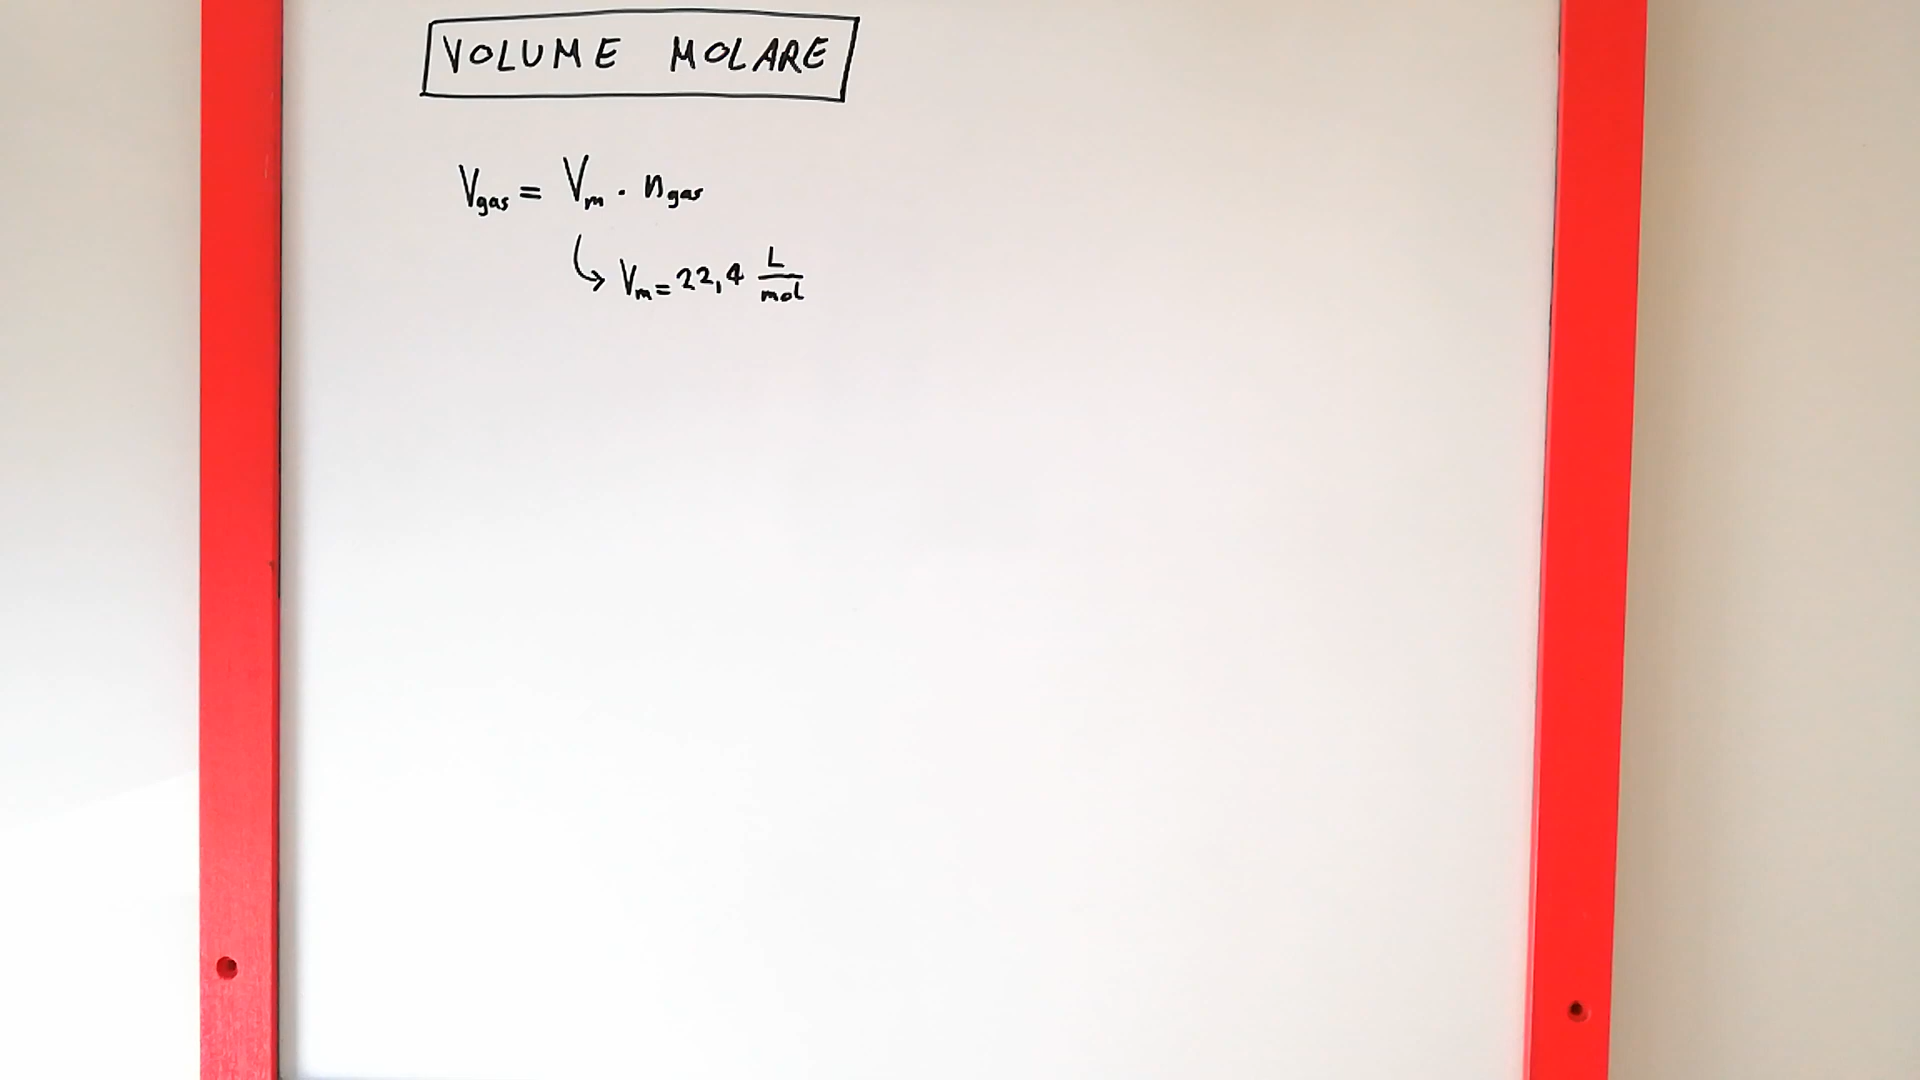 VOLUME MOLARE
Vgas = Vm · ngas
↳ Vm = 22,4 L/mol